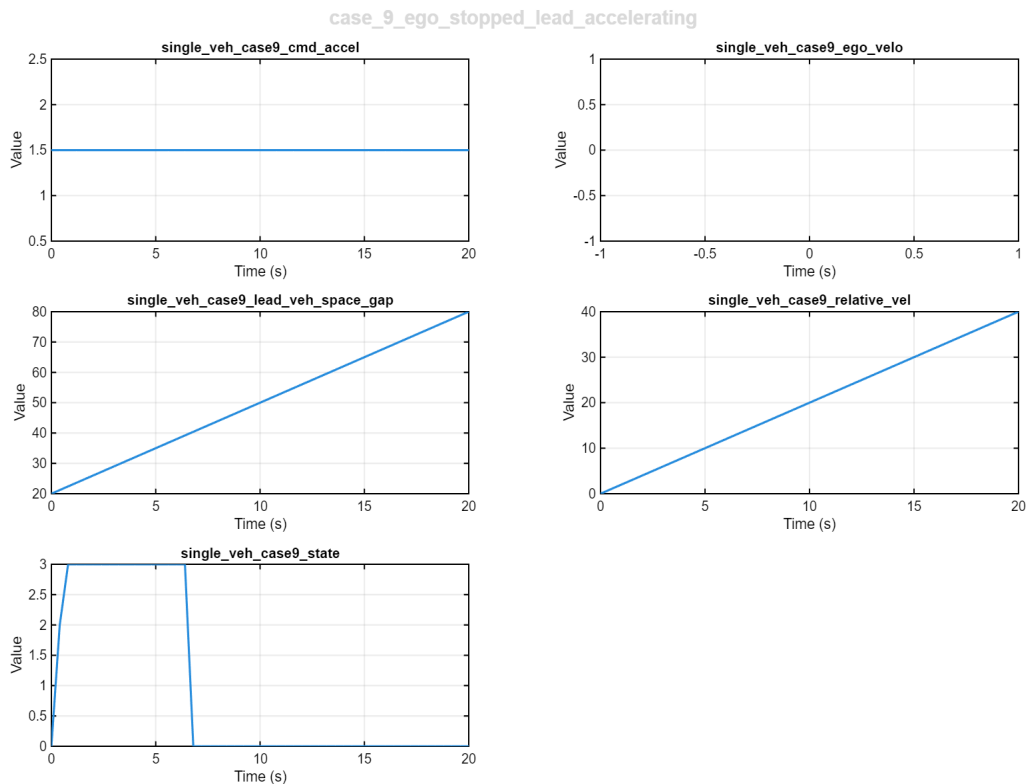 case_9_ego_stopped_lead_accelerating
single_veh_case9_cmd_accel
2.5
2
1.5
1
0.5
Value
0 5 10 15 20
Time (s)
single_veh_case9_ego_velo
1
0.5
0
-0.5
-1
Value
-1 -0.5 0 0.5 1
Time (s)
single_veh_case9_lead_veh_space_gap
80
70
60
50
40
30
20
Value
0 5 10 15 20
Time (s)
single_veh_case9_relative_vel
40
30
20
10
0
Value
0 5 10 15 20
Time (s)
single_veh_case9_state
3
2.5
2
1.5
1
0.5
0
Value
0 5 10 15 20
Time (s)